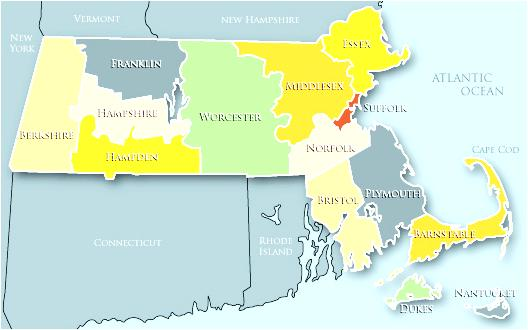 Vermont
New Hampshire
New
York
Essex
Franklin
Atlantic
Ocean
Middlesex
Suffolk
Hampshire
Worcester
Berkshire
Norfolk
Hampden
Cape Cod
Bristol
Plymouth
Barnstable
Connecticut
Rhode
Island
Nantucket
Dukes